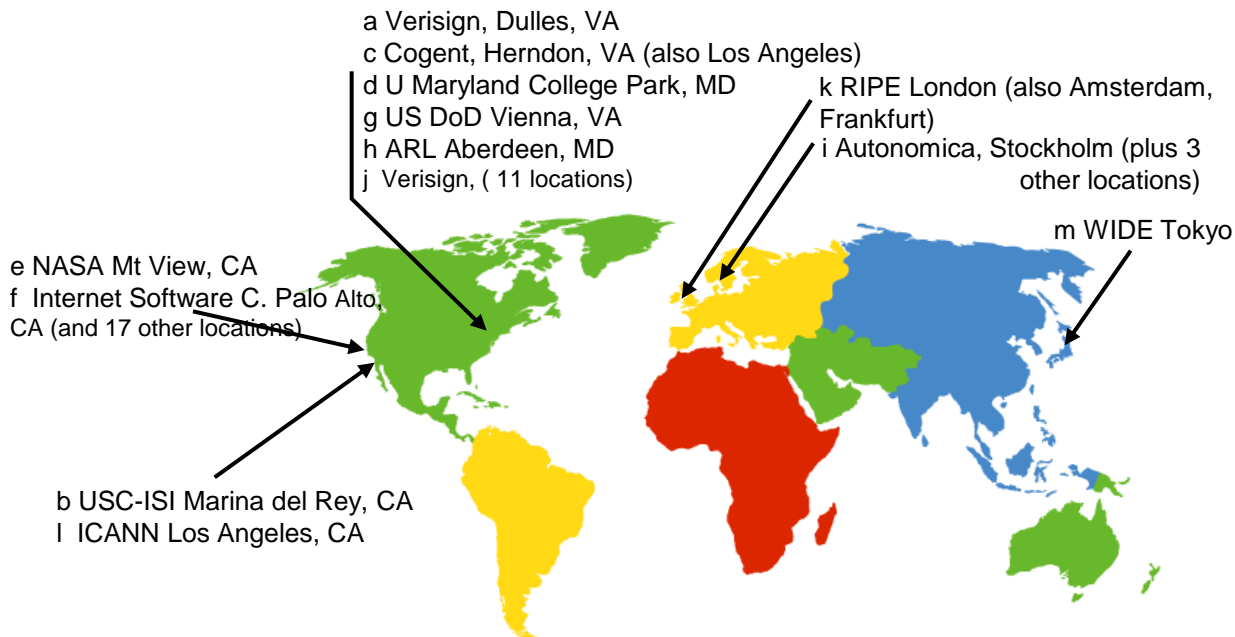 a Verisign, Dulles, VA
c Cogent, Herndon, VA (also Los Angeles)
d U Maryland College Park, MD
g US DoD Vienna, VA
h ARL Aberdeen, MD
j Verisign, ( 11 locations)
k RIPE London (also Amsterdam,
Frankfurt)
i Autonomica, Stockholm (plus 3
other locations)
m WIDE Tokyo
e NASA Mt View, CA
f Internet Software C. Palo Alto,
CA (and 17 other locations)
b USC-ISI Marina del Rey, CA
l ICANN Los Angeles, CA